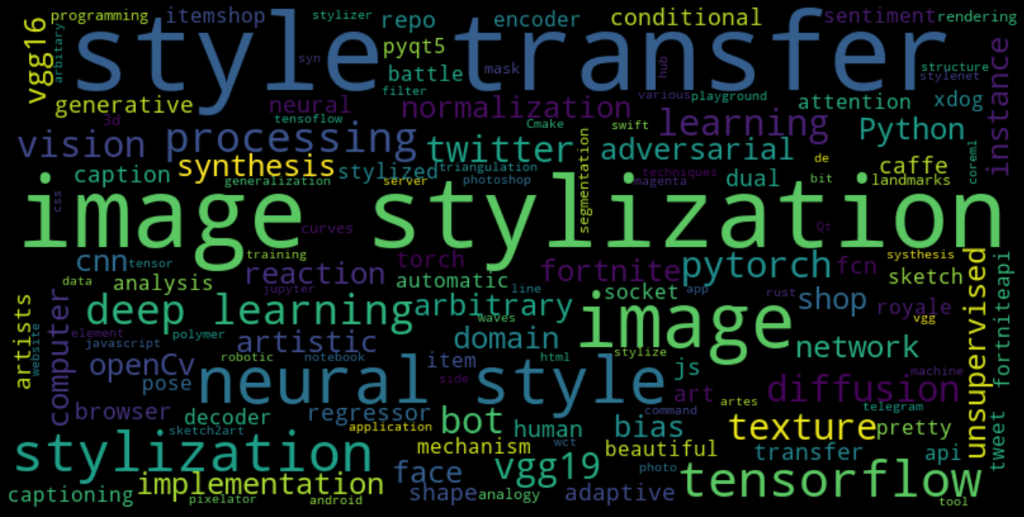 programming
itemshop
stylizer
repo
encoder
conditional
sentiment
rendering
vgg16
arbitary
style transfer
syn
pyqt5
battle
mask
hub
structure
stylenet
filter
generative
neural
normalization
various
playground
attention
xdog
instance
3d
tensoflow
Cmake
swift
learning
Python
vision
processing
twitter
segmentation
adversarial
de
caffe
coreml
caption
synthesis
stylized
triangulation
generalization
server
photoshop
magenta
techniques
dual
bit
landmarks
image stylization
css
curves
Qt
cnn
tensor
training
reaction
torch
automatic
fortnite
pytorch
fcn
systhesis
sketch
data
analysis
jupyter
line
socket
app
rust
shop
royale
unsupervised
fortniteapi
artists
website
computer
deep learning
arbitrary
waves
image
vgg
element
javascript
polymer
artistic
domain
network
openCv
robotic
notebook
item
html
stylize
js
machine
pose
neural style
side
art
artes
diffusion
browser
decoder
regressor
bot
human
command
bias
texture
telegram
pretty
tweet
sketch2art
application
stylization
mechanism
wct
beautiful
transfer
api
captioning
implementation
face
vgg19
photo
tensorflow
pixelator
android
shape
analogy
adaptive
tool